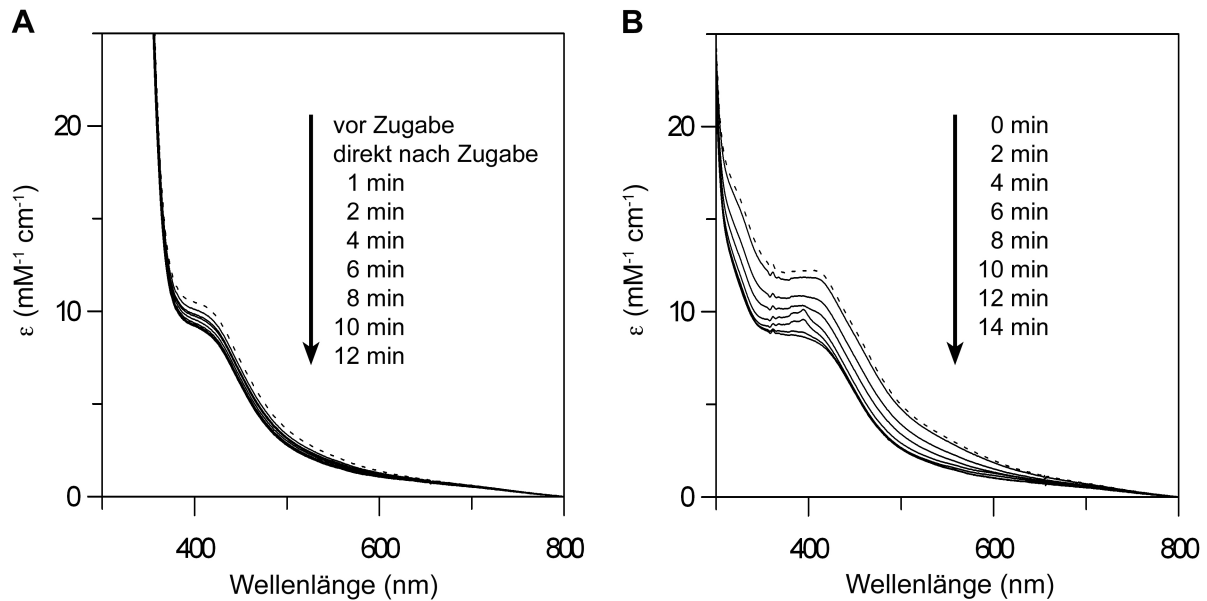 A
20
10
0
ε (mM⁻¹ cm⁻¹)
vor Zugabe
direkt nach Zugabe
1 min
2 min
4 min
6 min
8 min
10 min
12 min
400
600
800
Wellenlänge (nm)
B
20
10
0
ε (mM⁻¹ cm⁻¹)
0 min
2 min
4 min
6 min
8 min
10 min
12 min
14 min
400
600
800
Wellenlänge (nm)